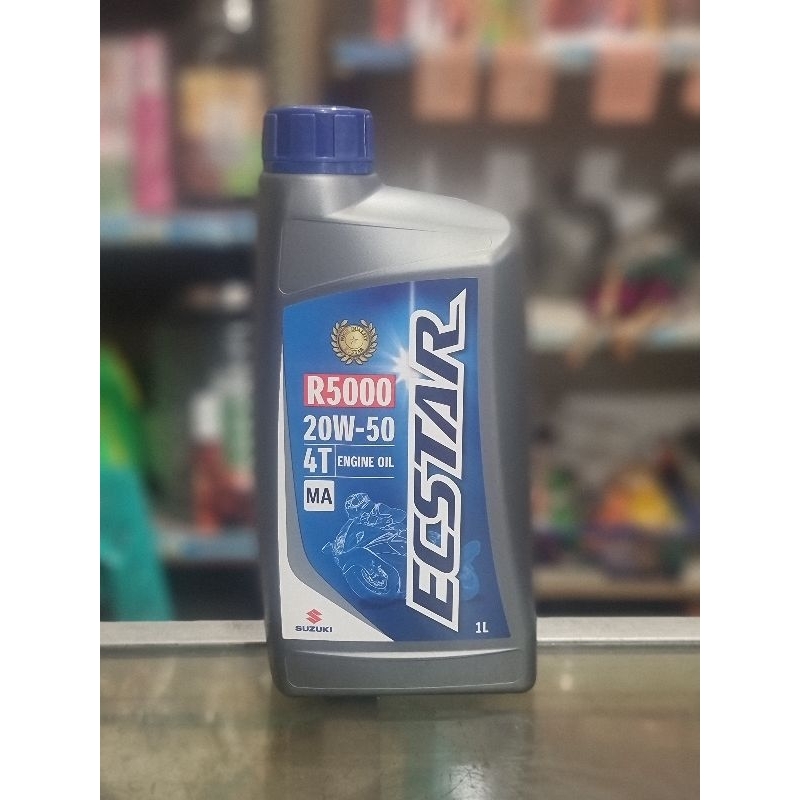 R5000
20W-50
4T ENGINE OIL
MA
ECSTAR
SUZUKI
1L